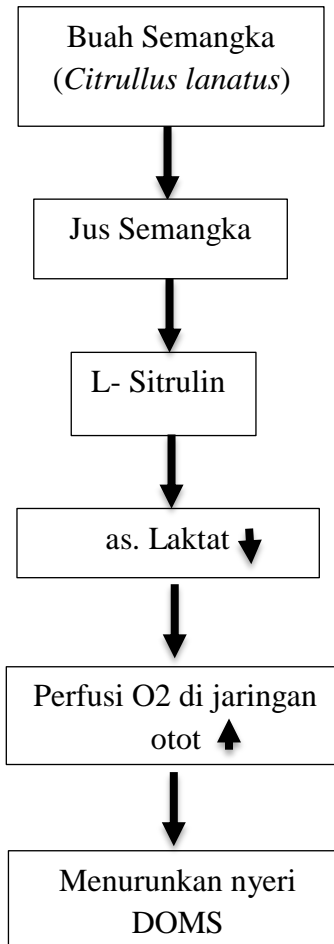 Buah Semangka
(Citrullus lanatus)
Jus Semangka
L- Sitrulin
as. Laktat
Perfusi O2 di jaringan
otot
Menurunkan nyeri
DOMS